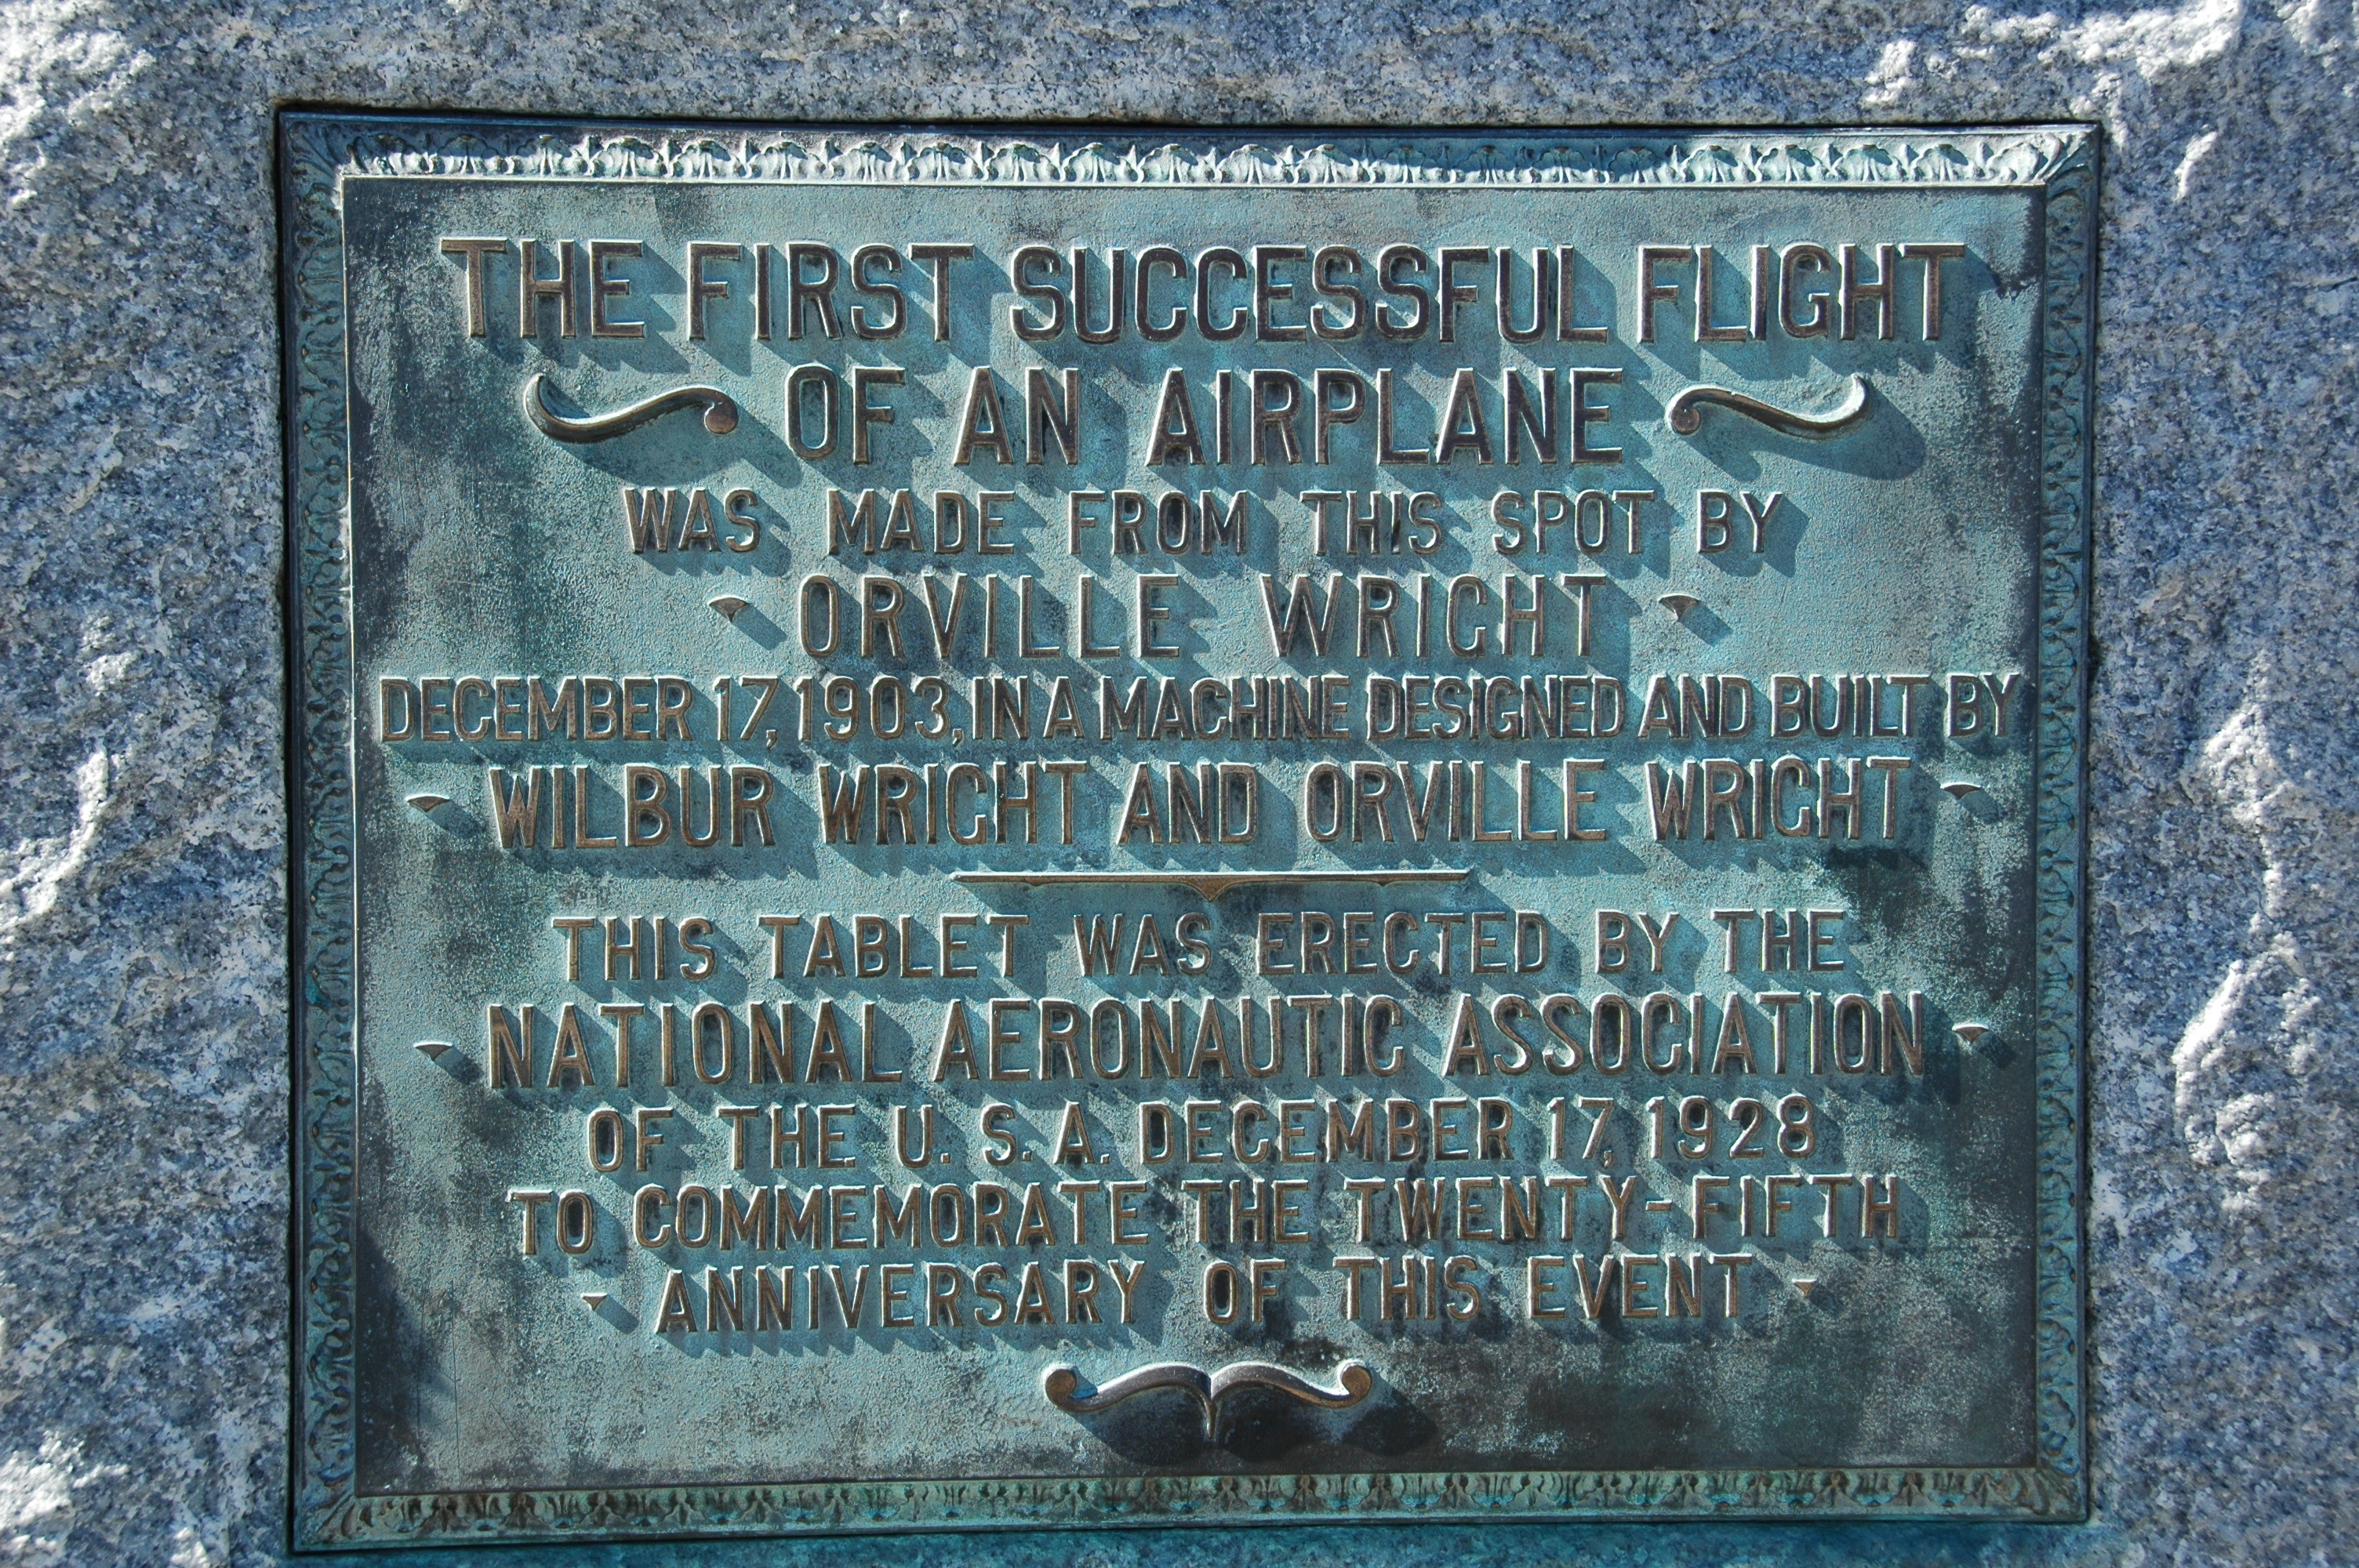 THE FIRST SUCCESSFUL FLIGHT
OF AN AIRPLANE
WAS MADE FROM THIS SPOT BY
ORVILLE WRIGHT
DECEMBER 17, 1903, IN A MACHINE DESIGNED AND BUILT BY
WILBUR WRIGHT AND ORVILLE WRIGHT
THIS TABLET WAS ERECTED BY THE
NATIONAL AERONAUTIC ASSOCIATION
OF THE U. S. A. DECEMBER 17, 1928
TO COMMEMORATE THE TWENTY-FIFTH
ANNIVERSARY OF THIS EVENT